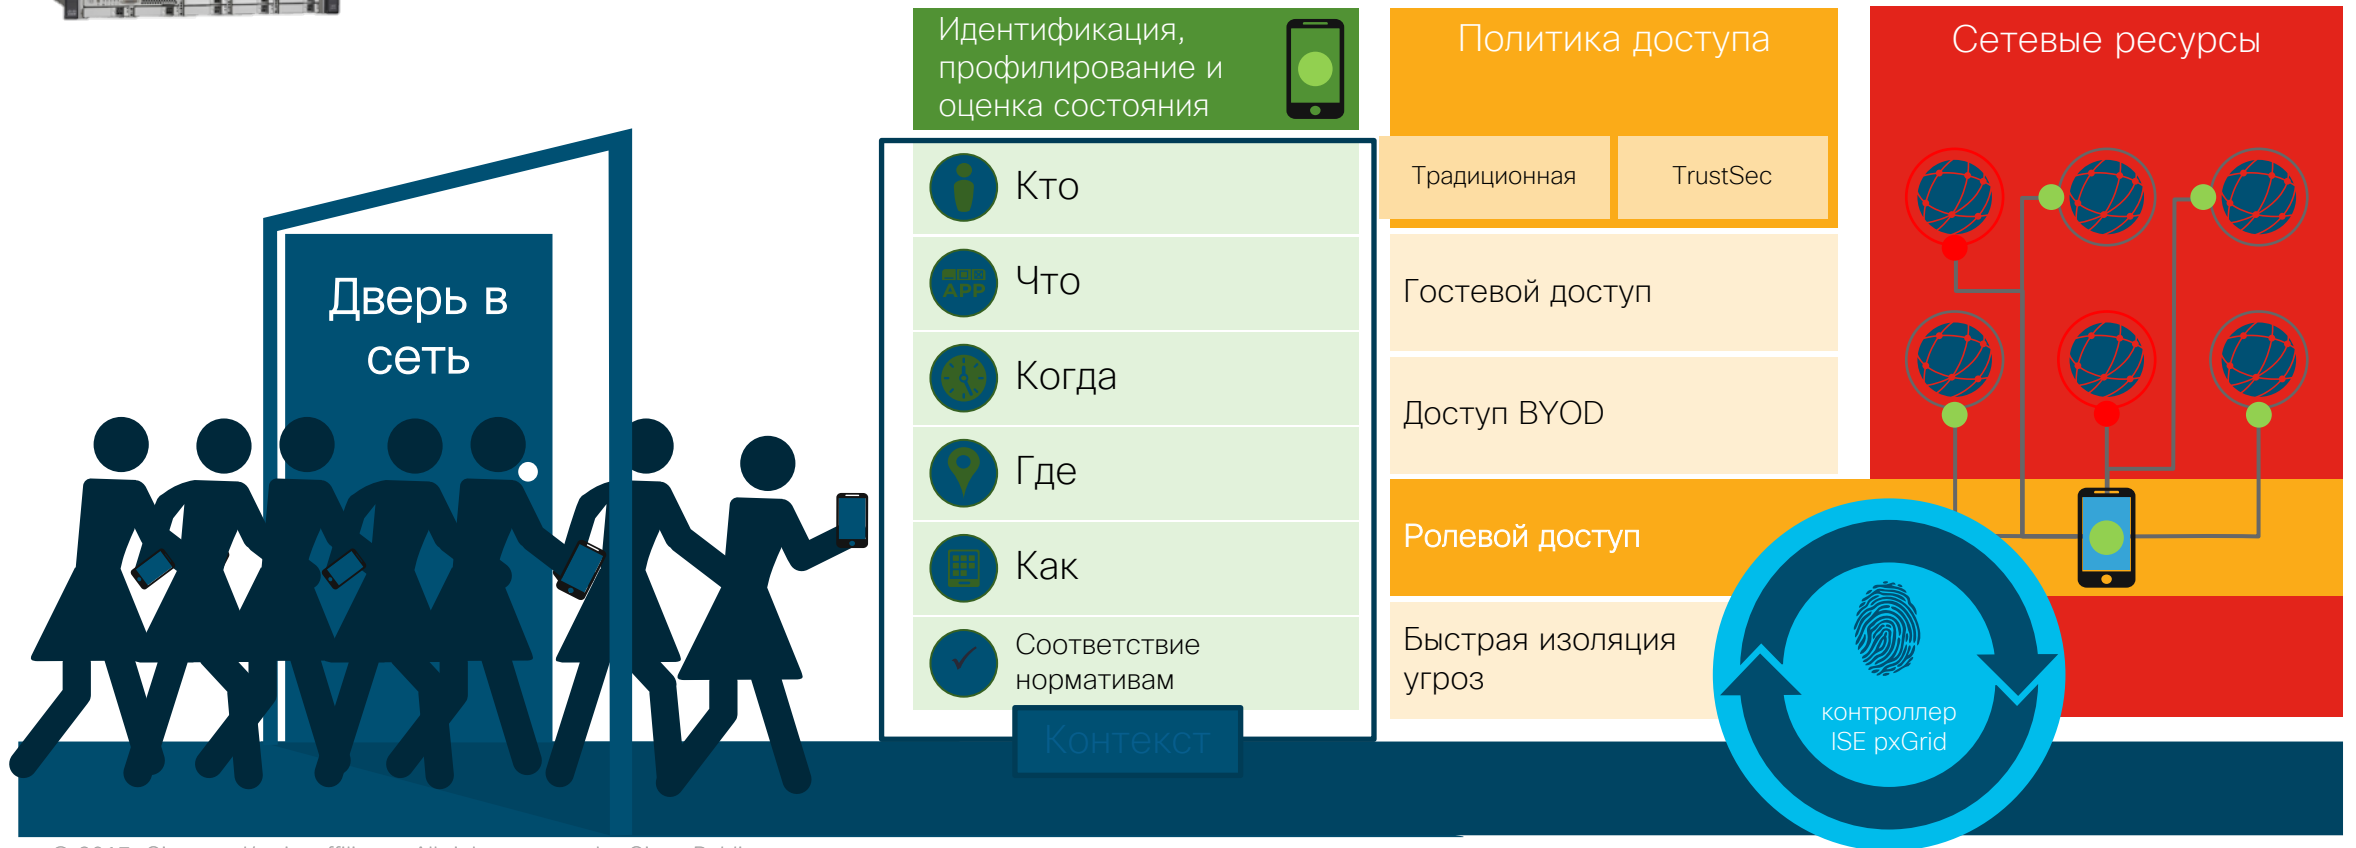 Идентификация,
профилирование и
оценка состояния
Политика доступа
Сетевые ресурсы
Традиционная
TrustSec
Кто
Что
APP
Когда
Где
Как
Соответствие
нормативам
Контекст
Гостевой доступ
Доступ BYOD
Ролевой доступ
Быстрая изоляция
угроз
Дверь в
сеть
контроллер
ISE pxGrid